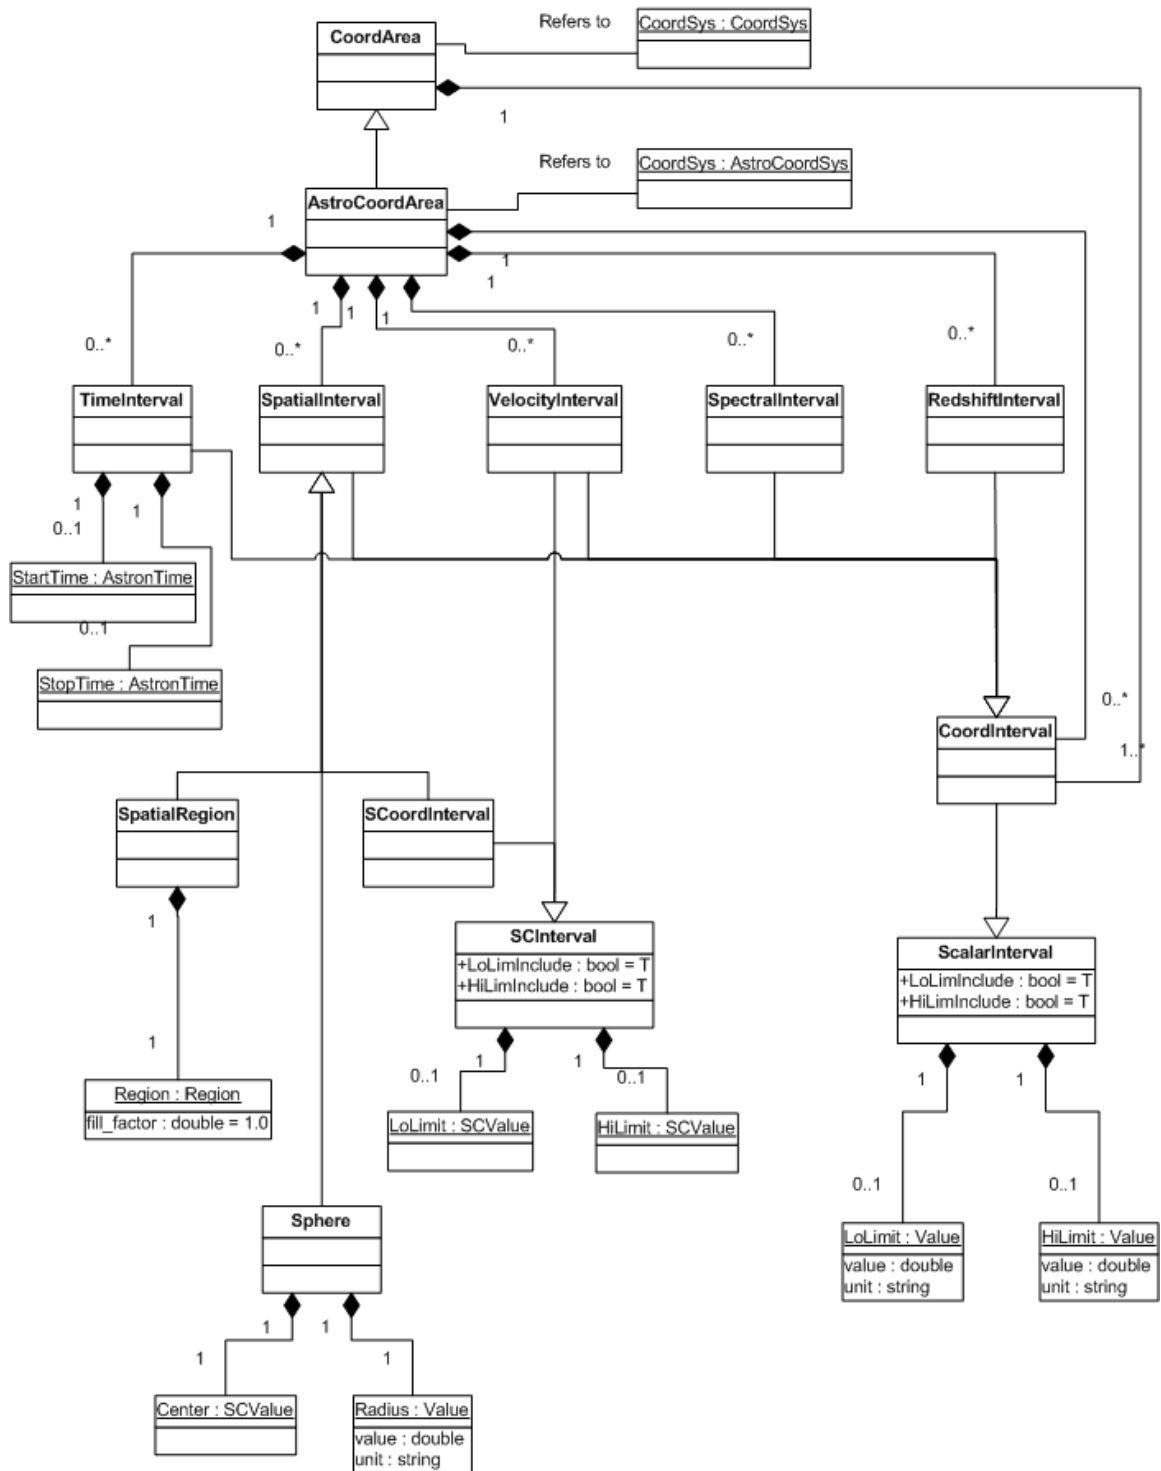 Refers to
CoordSys : CoordSys
CoordArea
1
Refers to
CoordSys : AstroCoordSys
AstroCoordArea
1
1
1
1
1
1
0..*
0..*
0..*
0..*
0..*
TimeInterval
SpatialInterval
VelocityInterval
SpectralInterval
RedshiftInterval
1
1
0..1
StartTime : AstronTime
0..1
StopTime : AstronTime
0..*
CoordInterval
1..*
SpatialRegion
SCoordInterval
1
SCInterval
+LoLimInclude : bool = T
+HiLimInclude : bool = T
ScalarInterval
+LoLimInclude : bool = T
+HiLimInclude : bool = T
1
1
1
0..1
0..1
1
1
Region : Region
fill_factor : double = 1.0
LoLimit : SCValue
HiLimit : SCValue
0..1
0..1
Sphere
LoLimit : Value
value : double
unit : string
HiLimit : Value
value : double
unit : string
1
1
1
1
Center : SCValue
Radius : Value
value : double
unit : string